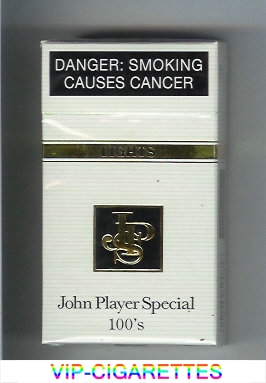 DANGER: SMOKING
CAUSES CANCER
LIGHTS
JPS
John Player Special
100's
VIP-CIGARETTES